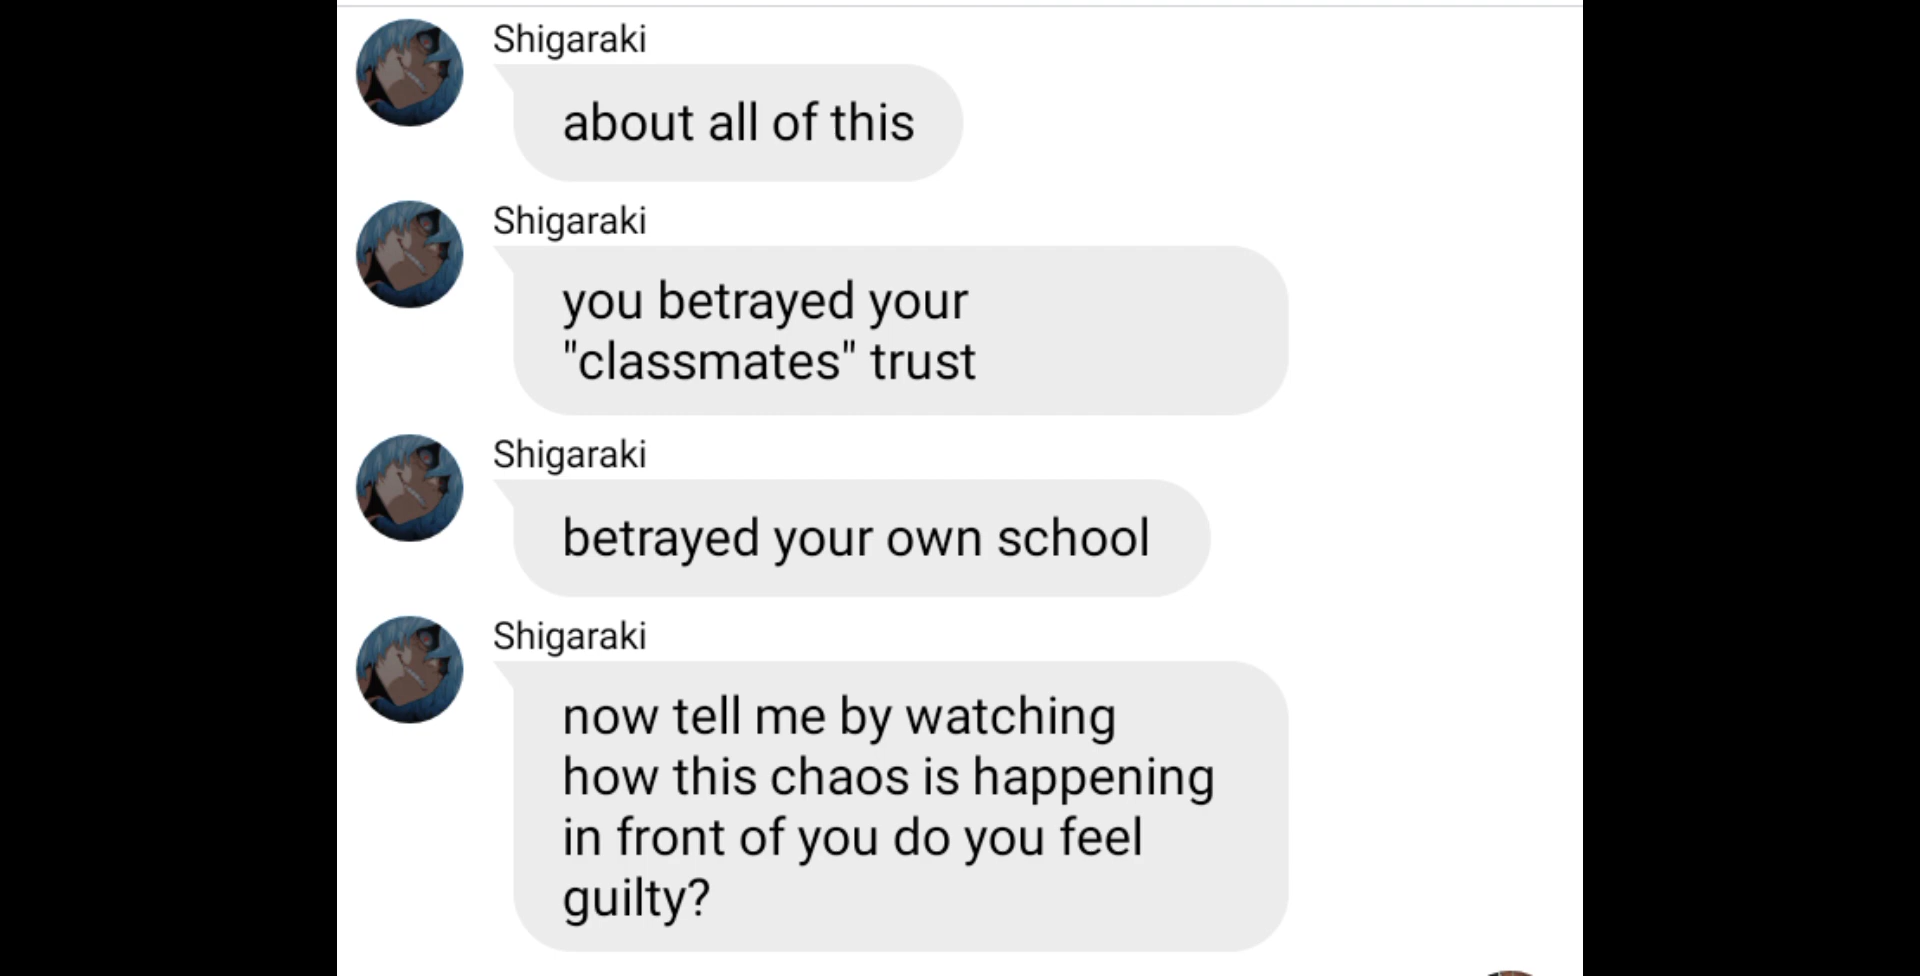 Shigaraki
about all of this
Shigaraki
you betrayed your
"classmates" trust
Shigaraki
betrayed your own school
Shigaraki
now tell me by watching
how this chaos is happening
in front of you do you feel
guilty?